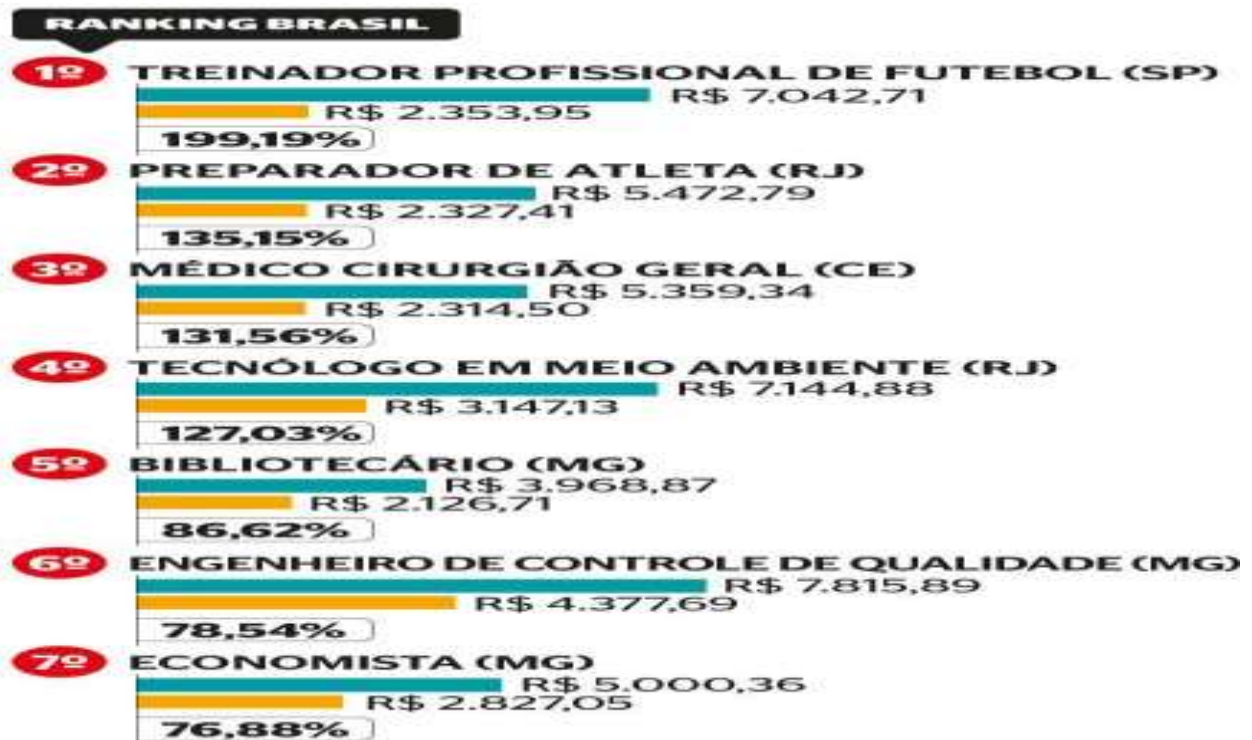 RANKING BRASIL
1º TREINADOR PROFISSIONAL DE FUTEBOL (SP)
R$ 7.042,71
R$ 2.353,95
199,19%
2º PREPARADOR DE ATLETA (RJ)
R$ 5.472,79
R$ 2.327,41
135,15%
3º MÉDICO CIRURGIÃO GERAL (CE)
R$ 5.359,34
R$ 2.314,50
131,56%
4º TECNÓLOGO EM MEIO AMBIENTE (RJ)
R$ 7.144,88
R$ 3.147,13
127,03%
5º BIBLIOTECÁRIO (MG)
R$ 3.968,87
R$ 2.126,71
86,62%
6º ENGENHEIRO DE CONTROLE DE QUALIDADE (MG)
R$ 7.815,89
R$ 4.377,69
78,54%
7º ECONOMISTA (MG)
R$ 5.000,36
R$ 2.827,05
76,88%